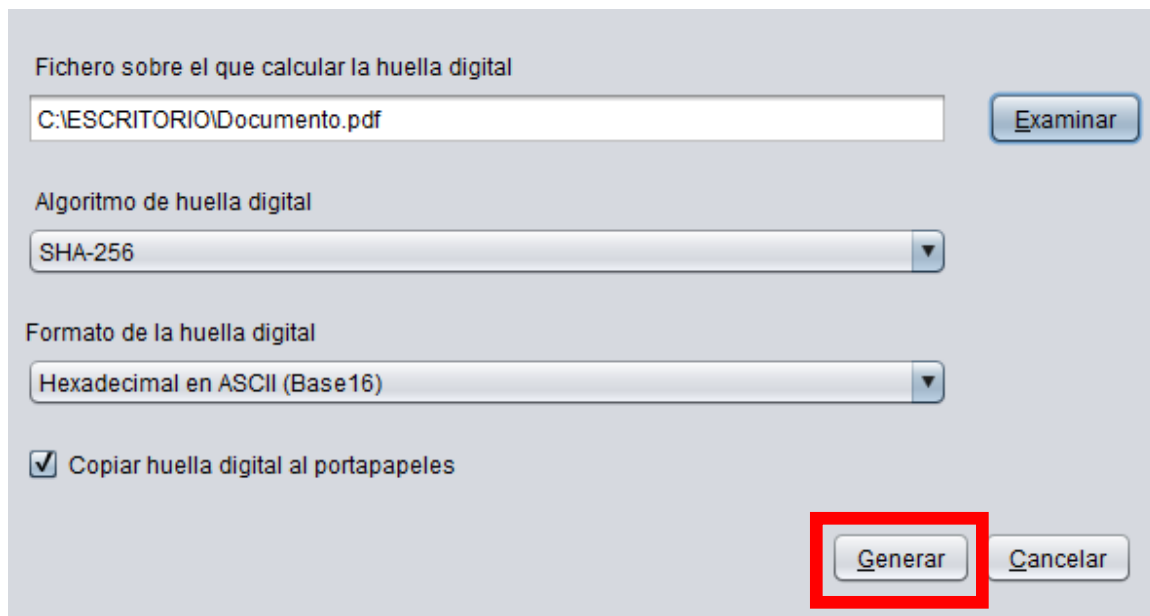 Fichero sobre el que calcular la huella digital
C:\ESCRITORIO\Documento.pdf
Examinar
Algoritmo de huella digital
SHA-256
Formato de la huella digital
Hexadecimal en ASCII (Base16)
Copiar huella digital al portapapeles
Generar
Cancelar